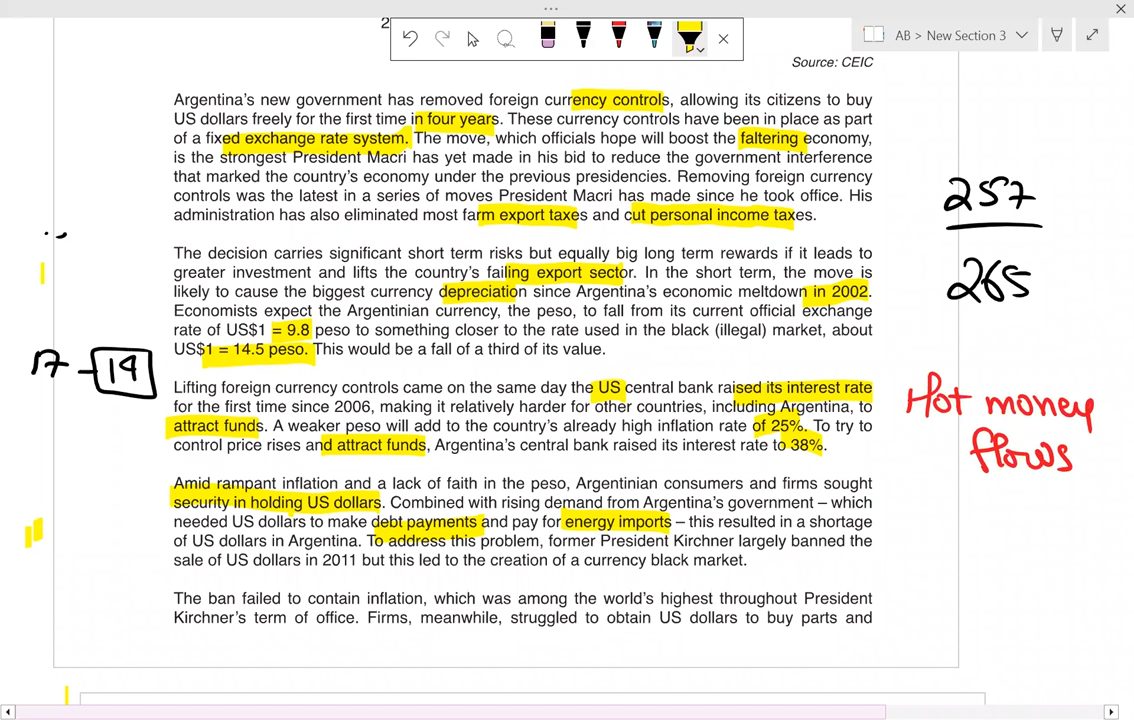 2
AB > New Section 3
Source: CEIC
Argentina's new government has removed foreign currency controls, allowing its citizens to buy
US dollars freely for the first time in four years. These currency controls have been in place as part
of a fixed exchange rate system. The move, which officials hope will boost the faltering economy,
is the strongest President Macri has yet made in his bid to reduce the government interference
that marked the country's economy under the previous presidencies. Removing foreign currency
controls was the latest in a series of moves President Macri has made since he took office. His
administration has also eliminated most farm export taxes and cut personal income taxes.
257
265
The decision carries significant short term risks but equally big long term rewards if it leads to
greater investment and lifts the country's failing export sector. In the short term, the move is
likely to cause the biggest currency depreciation since Argentina's economic meltdown in 2002.
Economists expect the Argentinian currency, the peso, to fall from its current official exchange
rate of US$1 = 9.8 peso to something closer to the rate used in the black (illegal) market, about
US$1 = 14.5 peso. This would be a fall of a third of its value.
17 - 19
Lifting foreign currency controls came on the same day the US central bank raised its interest rate
for the first time since 2006, making it relatively harder for other countries, including Argentina, to
attract funds. A weaker peso will add to the country's already high inflation rate of 25%. To try to
control price rises and attract funds, Argentina's central bank raised its interest rate to 38%.
Hot money
flows
Amid rampant inflation and a lack of faith in the peso, Argentinian consumers and firms sought
security in holding US dollars. Combined with rising demand from Argentina's government – which
needed US dollars to make debt payments and pay for energy imports – this resulted in a shortage
of US dollars in Argentina. To address this problem, former President Kirchner largely banned the
sale of US dollars in 2011 but this led to the creation of a currency black market.
The ban failed to contain inflation, which was among the world's highest throughout President
Kirchner's term of office. Firms, meanwhile, struggled to obtain US dollars to buy parts and